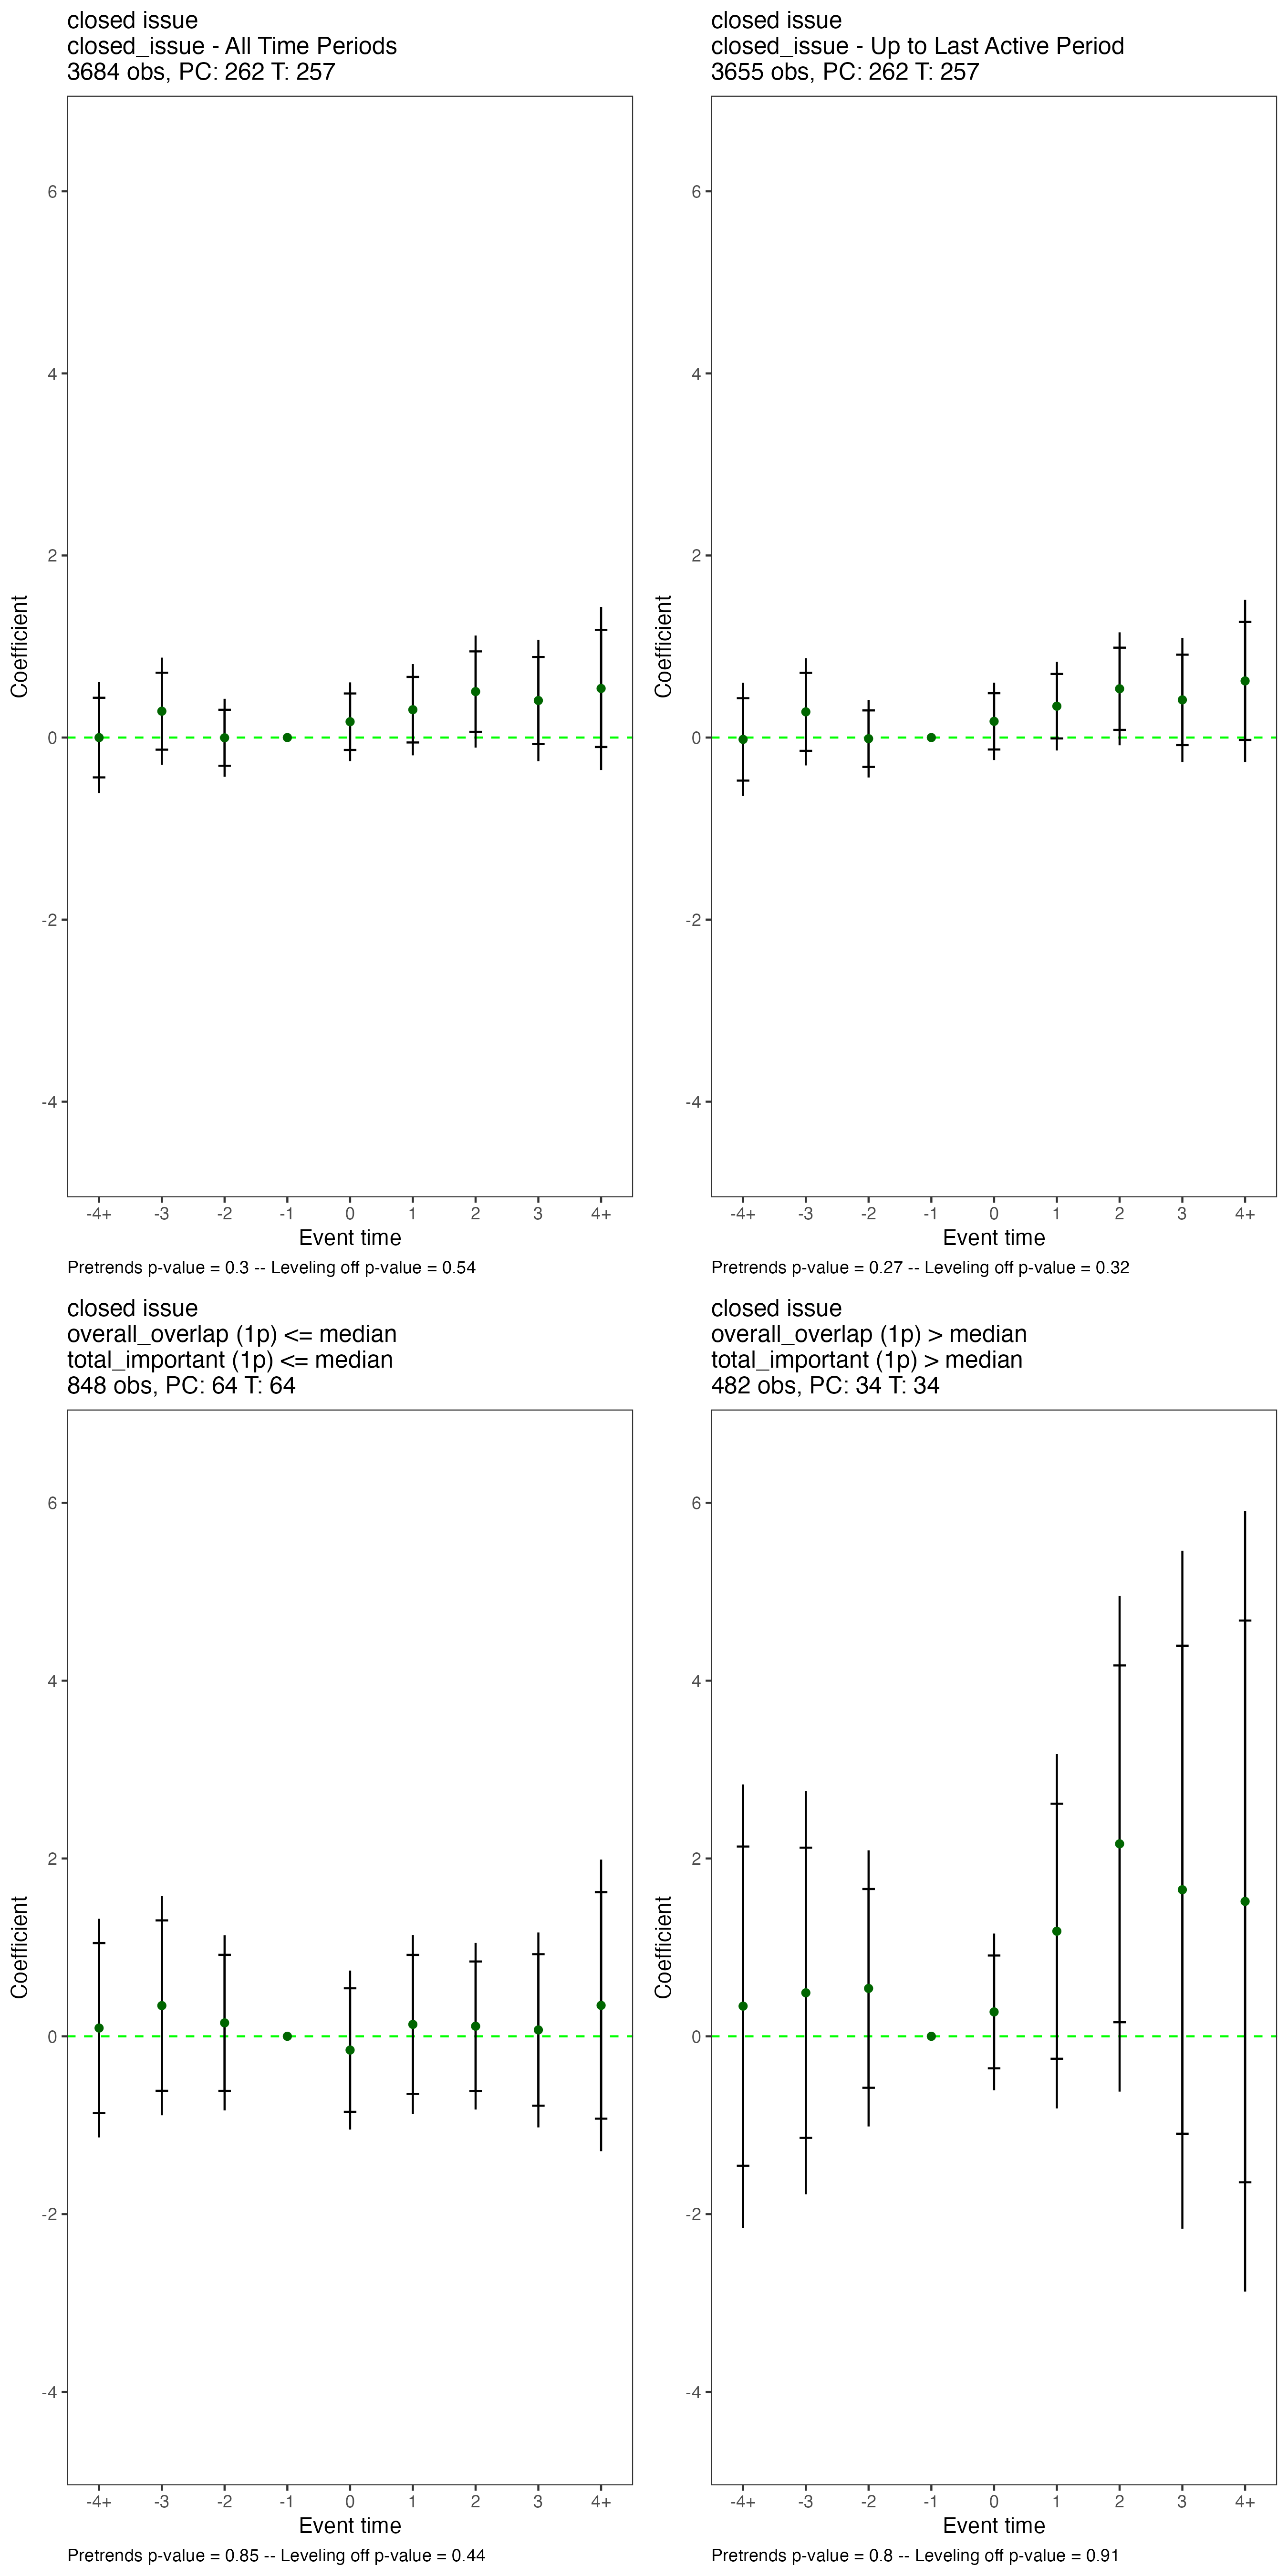 closed issue
closed_issue - All Time Periods
3684 obs, PC: 262 T: 257
6
4
2
0
-2
-4
Coefficient
-4+ -3 -2 -1 0 1 2 3 4+
Event time
Pretrends p-value = 0.3 -- Leveling off p-value = 0.54
closed issue
closed_issue - Up to Last Active Period
3655 obs, PC: 262 T: 257
6
4
2
0
-2
-4
Coefficient
-4+ -3 -2 -1 0 1 2 3 4+
Event time
Pretrends p-value = 0.27 -- Leveling off p-value = 0.32
closed issue
overall_overlap (1p) <= median
total_important (1p) <= median
848 obs, PC: 64 T: 64
6
4
2
0
-2
-4
Coefficient
-4+ -3 -2 -1 0 1 2 3 4+
Event time
Pretrends p-value = 0.85 -- Leveling off p-value = 0.44
closed issue
overall_overlap (1p) > median
total_important (1p) > median
482 obs, PC: 34 T: 34
6
4
2
0
-2
-4
Coefficient
-4+ -3 -2 -1 0 1 2 3 4+
Event time
Pretrends p-value = 0.8 -- Leveling off p-value = 0.91